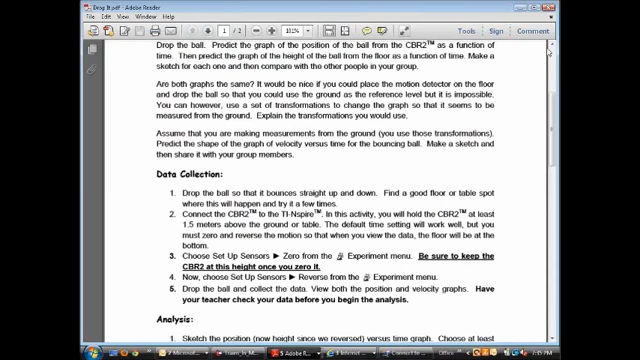 Drop It.pdf - Adobe Reader
File Edit View Window Help
1 / 2
101%
Tools Sign Comment
Drop the ball. Predict the graph of the position of the ball from the CBR2™ as a function of
time. Then predict the graph of the height of the ball from the floor as a function of time. Make a
sketch for each one and then compare with the other people in your group.
Are both graphs the same? It would be nice if you could place the motion detector on the floor
and drop the ball so that you could use the ground as the reference level but it is impossible.
You can however, use a set of transformations to change the graph so that it seems to be
measured from the ground. Explain the transformations you would use.
Assume that you are making measurements from the ground (you use those transformations).
Predict the shape of the graph of velocity versus time for the bouncing ball. Make a sketch and
then share it with your group members.
Data Collection:
1. Drop the ball so that it bounces straight up and down. Find a good floor or table spot
where this will happen and try it a few times.
2. Connect the CBR2™ to the TI-Nspire™. In this activity, you will hold the CBR2™ at least
1.5 meters above the ground or table. The default time setting will work well, but you
must zero and reverse the motion so that when you view the data, the floor will be at the
bottom.
3. Choose Set Up Sensors ► Zero from the Experiment menu. Be sure to keep the
CBR2 at this height once you zero it.
4. Now, choose Set Up Sensors ► Reverse from the Experiment menu.
5. Drop the ball and collect the data. View both the position and velocity graphs. Have
your teacher check your data before you begin the analysis.
Analysis:
1. Sketch the position (now height since we reversed) versus time graph. Choose at least
7 Microsoft... Trains_In_M... 5 Adobe R... 3 Internet ... Connect to ... 7:35 PM